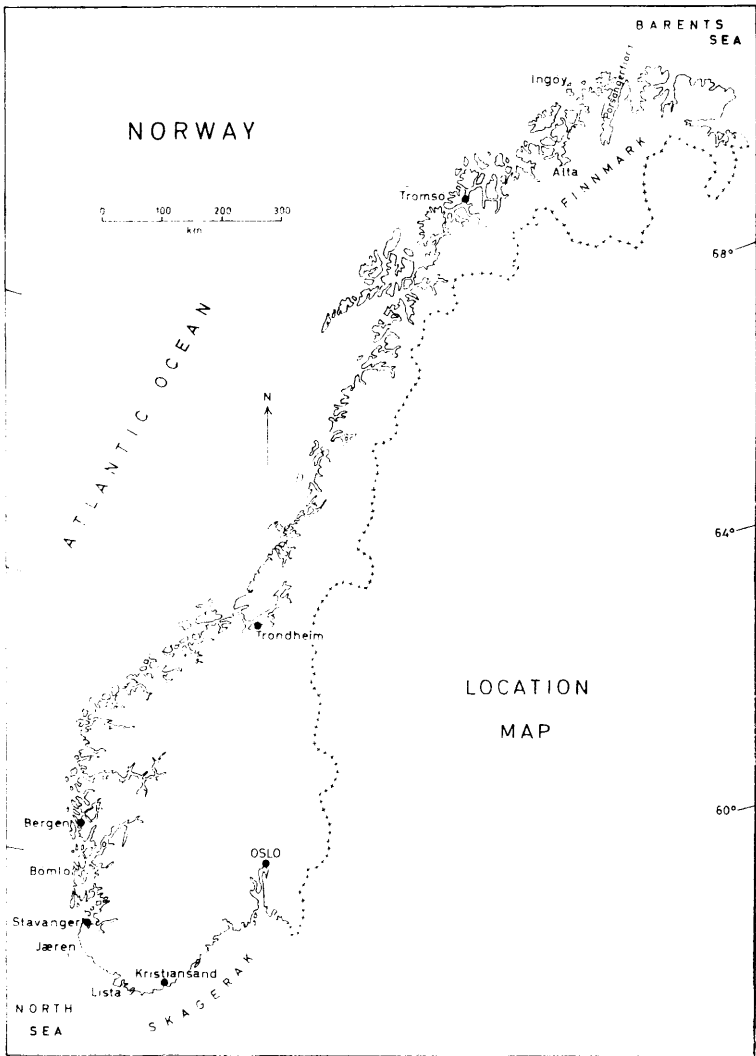 BARENTS
SEA
Ingoy
Porsangerfjort
NORWAY
Alta
FINNMARK
Tromso
0 100 200 300
km
68°
ATLANTIC OCEAN
N
64°
Trondheim
LOCATION
MAP
60°
Bergen
OSLO
Bomlo
Stavanger
Jæren
Kristiansand
Lista
SKAGERAK
NORTH
SEA